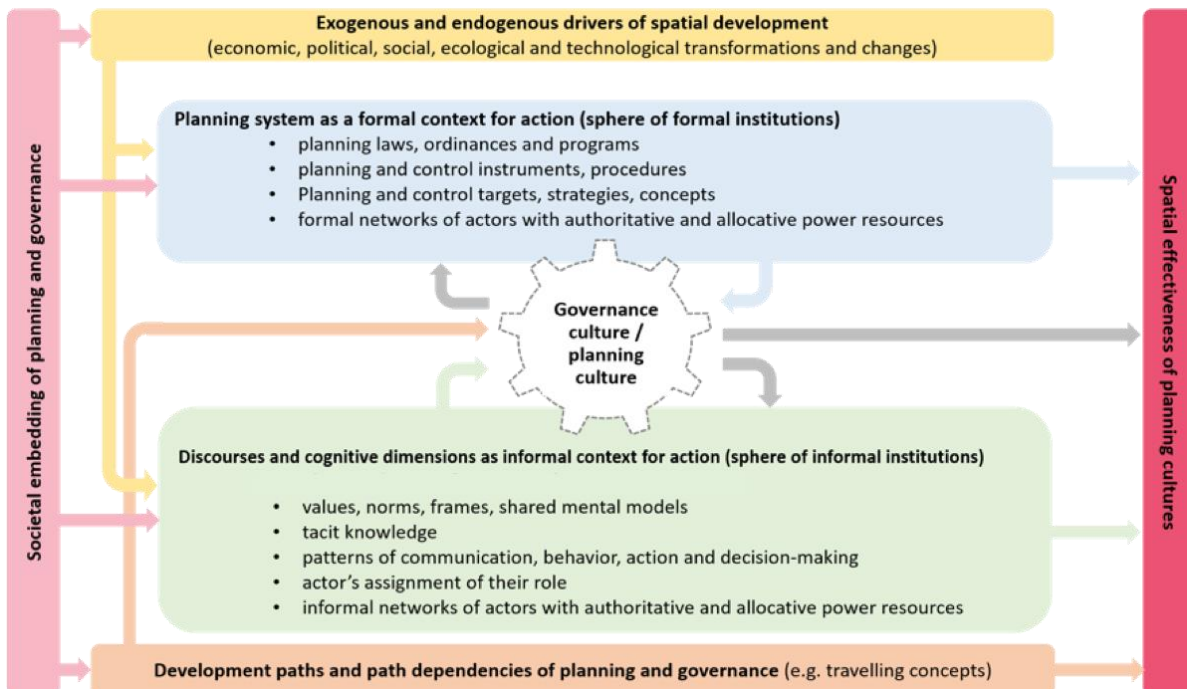 Exogenous and endogenous drivers of spatial development
(economic, political, social, ecological and technological transformations and changes)
Societal embedding of planning and governance
Planning system as a formal context for action (sphere of formal institutions)
• planning laws, ordinances and programs
• planning and control instruments, procedures
• Planning and control targets, strategies, concepts
• formal networks of actors with authoritative and allocative power resources
Governance
culture /
planning
culture
Discourses and cognitive dimensions as informal context for action (sphere of informal institutions)
• values, norms, frames, shared mental models
• tacit knowledge
• patterns of communication, behavior, action and decision-making
• actor’s assignment of their role
• informal networks of actors with authoritative and allocative power resources
Development paths and path dependencies of planning and governance (e.g. travelling concepts)
Spatial effectiveness of planning cultures